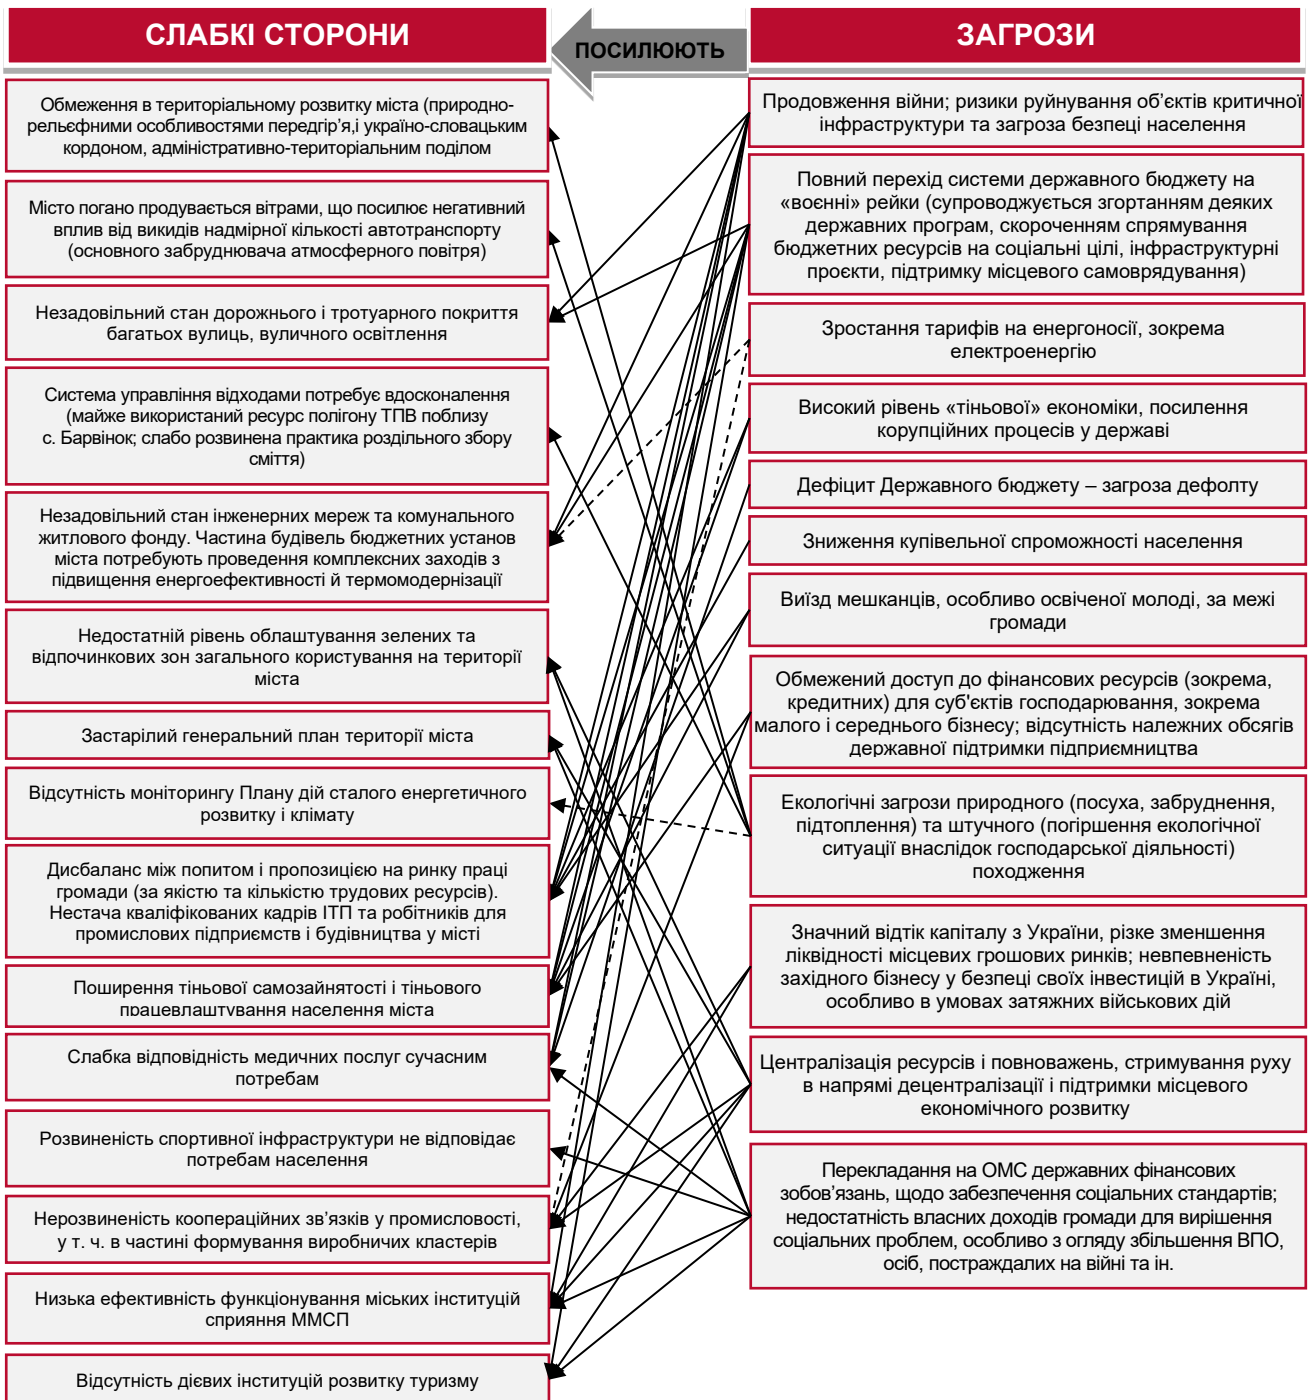 СЛАБКІ СТОРОНИ
ПОСИЛЮЮТЬ
ЗАГРОЗИ
Обмеження в територіальному розвитку міста (природно-
рельєфними особливостями передгір’я,і україно-словацьким
кордоном, адміністративно-територіальним поділом
Місто погано продувається вітрами, що посилює негативний
вплив від викидів надмірної кількості автотранспорту
(основного забруднювача атмосферного повітря)
Незадовільний стан дорожнього і тротуарного покриття
багатьох вулиць, вуличного освітлення
Система управління відходами потребує вдосконалення
(майже використаний ресурс полігону ТПВ поблизу
с. Барвінок; слабо розвинена практика роздільного збору
сміття)
Незадовільний стан інженерних мереж та комунального
житлового фонду. Частина будівель бюджетних установ
міста потребують проведення комплексних заходів з
підвищення енергоефективності й термомодернізації
Недостатній рівень облаштування зелених та
відпочинкових зон загального користування на території
міста
Застарілий генеральний план території міста
Відсутність моніторингу Плану дій сталого енергетичного
розвитку і клімату
Дисбаланс між попитом і пропозицією на ринку праці
громади (за якістю та кількістю трудових ресурсів).
Нестача кваліфікованих кадрів ІТП та робітників для
промислових підприємств і будівництва у місті
Поширення тіньової самозайнятості і тіньового
працевлаштування населення міста
Слабка відповідність медичних послуг сучасним
потребам
Розвиненість спортивної інфраструктури не відповідає
потребам населення
Нерозвиненість коопераційних зв’язків у промисловості,
у т. ч. в частині формування виробничих кластерів
Низька ефективність функціонування міських інституцій
сприяння ММСП
Відсутність дієвих інституцій розвитку туризму
Продовження війни; ризики руйнування об’єктів критичної
інфраструктури та загроза безпеці населення
Повний перехід системи державного бюджету на
«воєнні» рейки (супроводжується згортанням деяких
державних програм, скороченням спрямування
бюджетних ресурсів на соціальні цілі, інфраструктурні
проєкти, підтримку місцевого самоврядування)
Зростання тарифів на енергоносії, зокрема
електроенергію
Високий рівень «тіньової» економіки, посилення
корупційних процесів у державі
Дефіцит Державного бюджету – загроза дефолту
Зниження купівельної спроможності населення
Виїзд мешканців, особливо освіченої молоді, за межі
громади
Обмежений доступ до фінансових ресурсів (зокрема,
кредитних) для суб'єктів господарювання, зокрема
малого і середнього бізнесу; відсутність належних обсягів
державної підтримки підприємництва
Екологічні загрози природного (посуха, забруднення,
підтоплення) та штучного (погіршення екологічної
ситуації внаслідок господарської діяльності)
походження
Значний відтік капіталу з України, різке зменшення
ліквідності місцевих грошових ринків; невпевненість
західного бізнесу у безпеці своїх інвестицій в Україні,
особливо в умовах затяжних військових дій
Централізація ресурсів і повноважень, стримування руху
в напрямі децентралізації і підтримки місцевого
економічного розвитку
Перекладання на ОМС державних фінансових
зобов’язань, щодо забезпечення соціальних стандартів;
недостатність власних доходів громади для вирішення
соціальних проблем, особливо з огляду збільшення ВПО,
осіб, постраждалих на війні та ін.